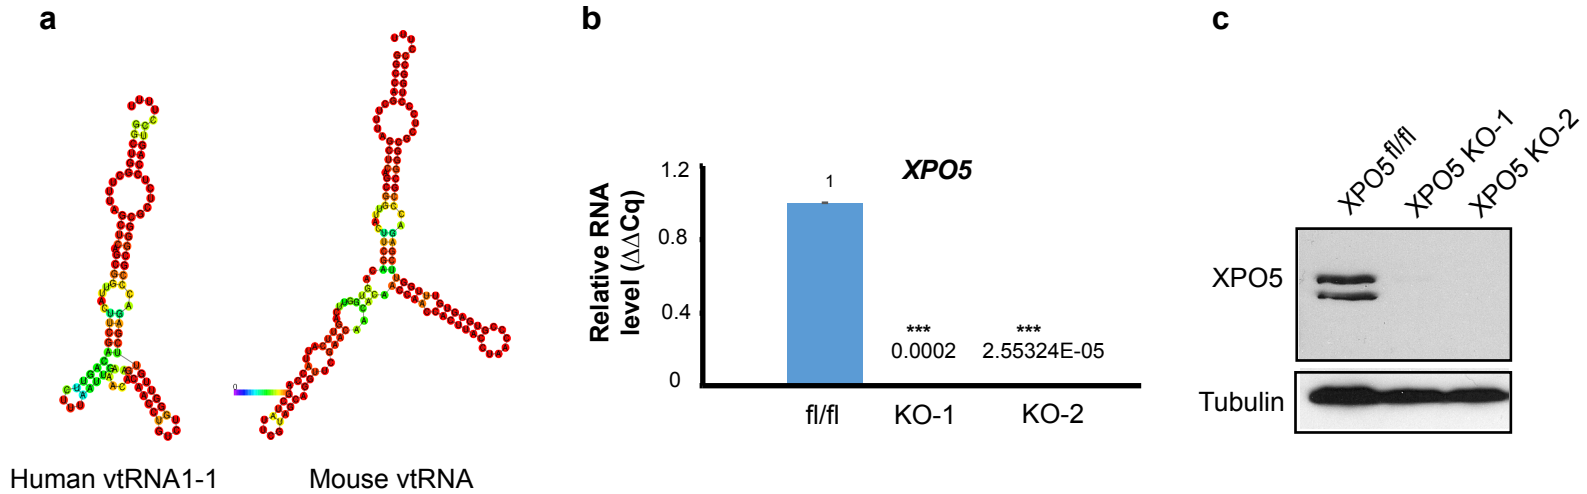 a
Human vtRNA1-1
Mouse vtRNA
0
b
Relative RNA
level (ΔΔCq)
1.2
0.8
0.4
0
XPO5
1
***
0.0002
***
2.55324E-05
fl/fl
KO-1
KO-2
c
XPO5fl/fl
XPO5 KO-1
XPO5 KO-2
XPO5
Tubulin